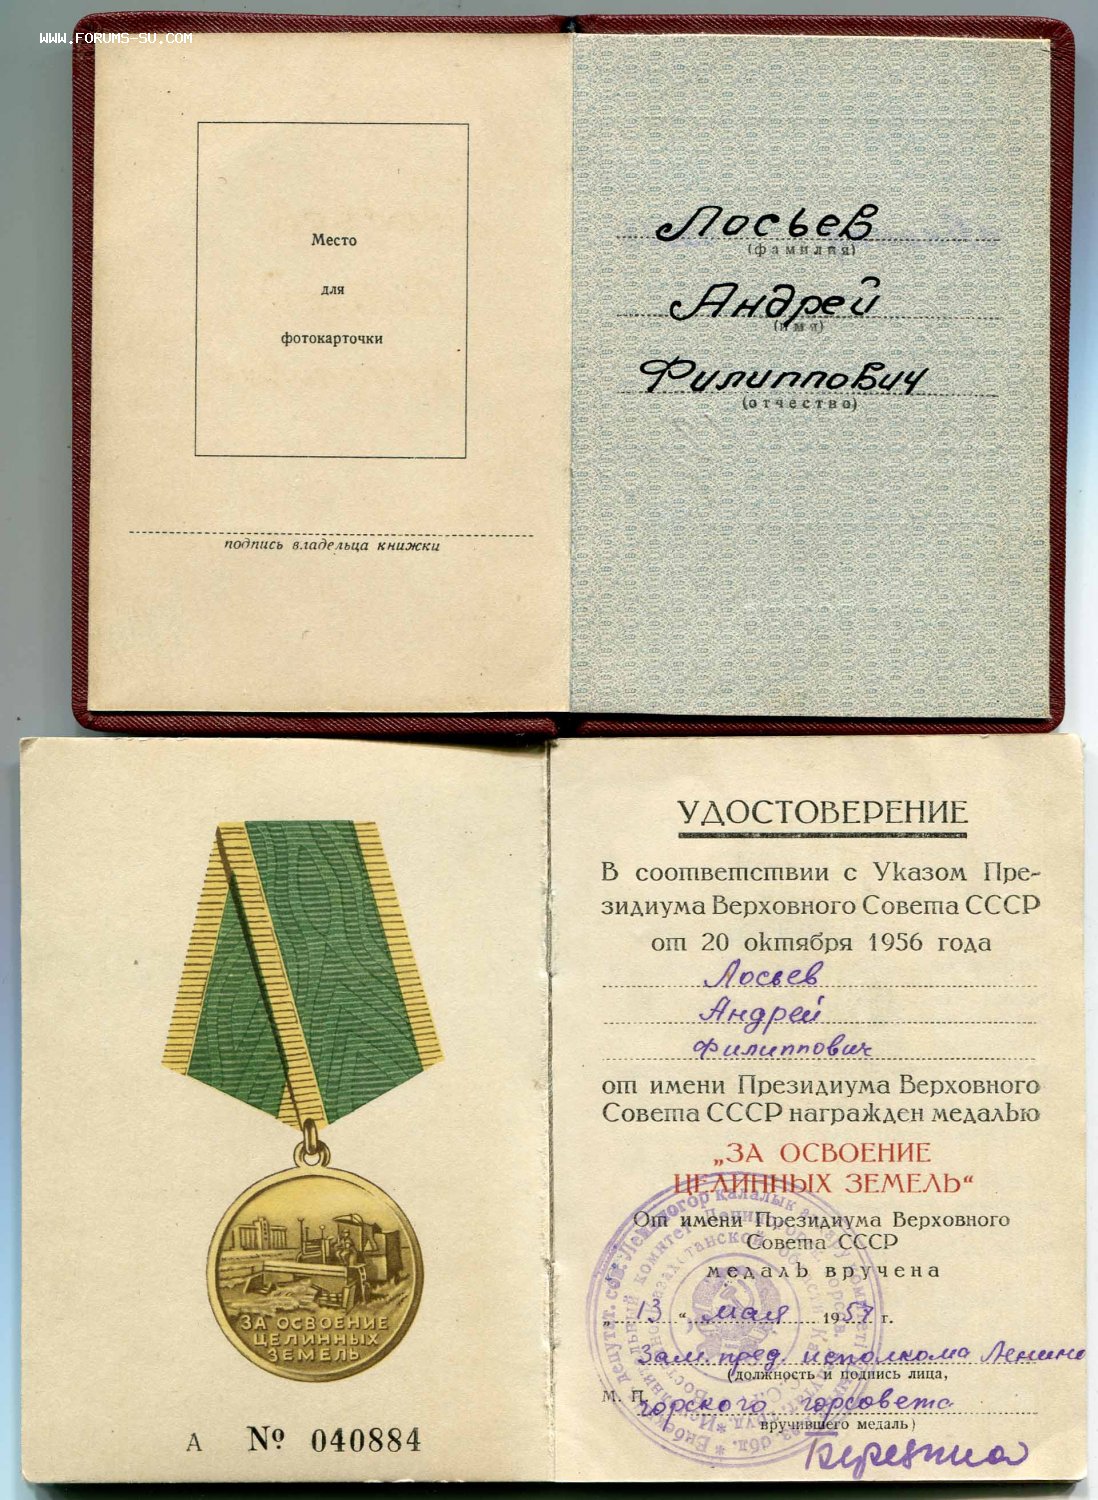 WWW.FORUMS-SU.COM
Место
для
фотокарточки
подпись владельца книжки
Лосьев
(фамилия)
Андрей
(имя)
Филиппович
(отчество)
ЗА ОСВОЕНИЕ
ЦЕЛИННЫХ
ЗЕМЕЛЬ
А № 040884
УДОСТОВЕРЕНИЕ
В соответствии с Указом Пре-
зидиума Верховного Совета СССР
от 20 октября 1956 года
Лосьев
Андрей
Филиппович
от имени Президиума Верховного
Совета СССР награжден медалью
„ЗА ОСВОЕНИЕ
ЦЕЛИННЫХ ЗЕМЕЛЬ“
От имени Президиума Верховного
Совета СССР
медаль вручена
„13“ мая 1957 г.
Зам. пред. исполкома Ленино
(должность и подпись лица,
М. П. горского горсовета
вручившего медаль)